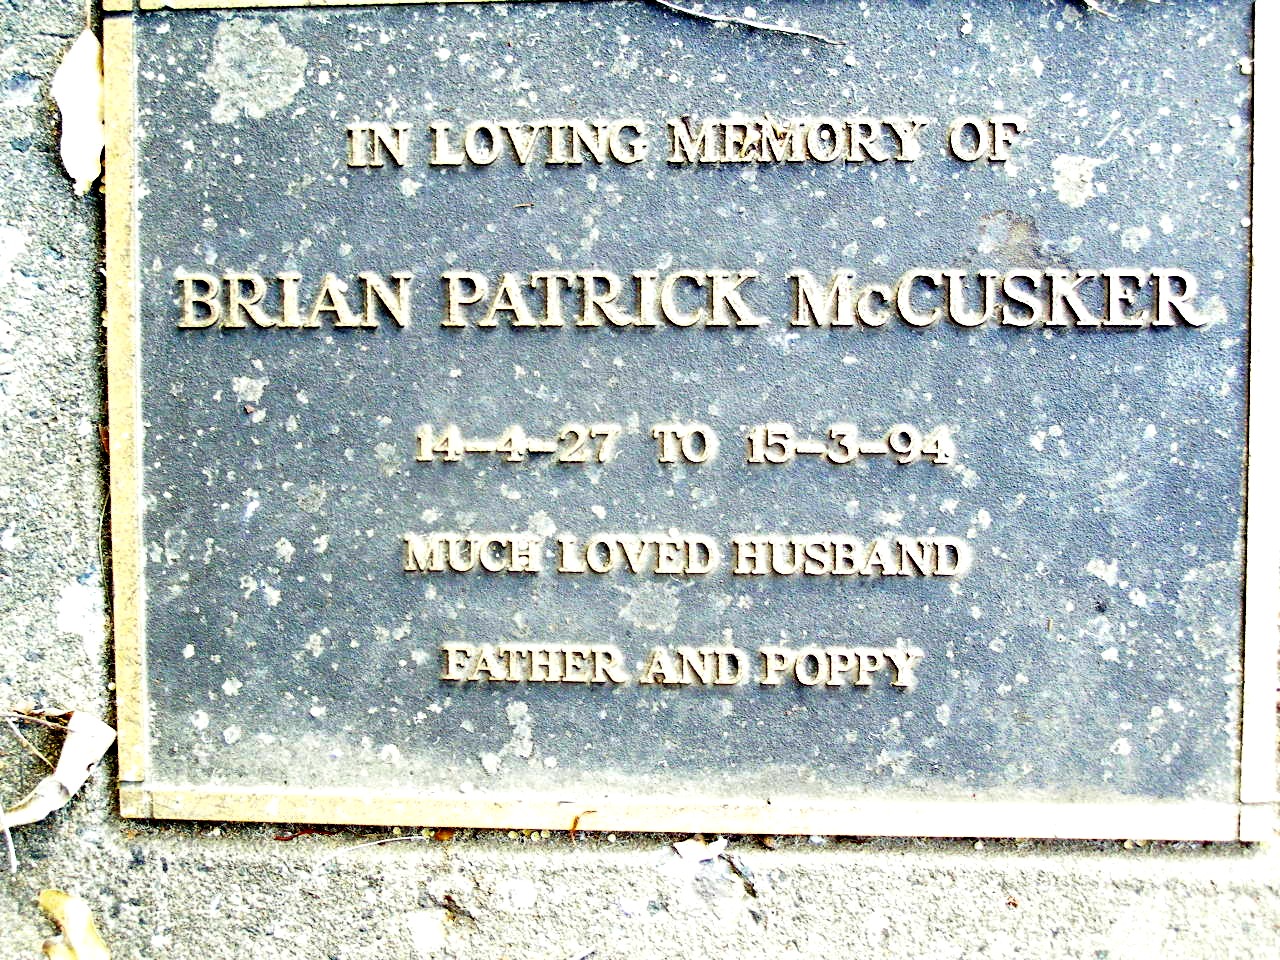 IN LOVING MEMORY OF
BRIAN PATRICK McCUSKER
14-4-27 TO 15-3-94
MUCH LOVED HUSBAND
FATHER AND POPPY